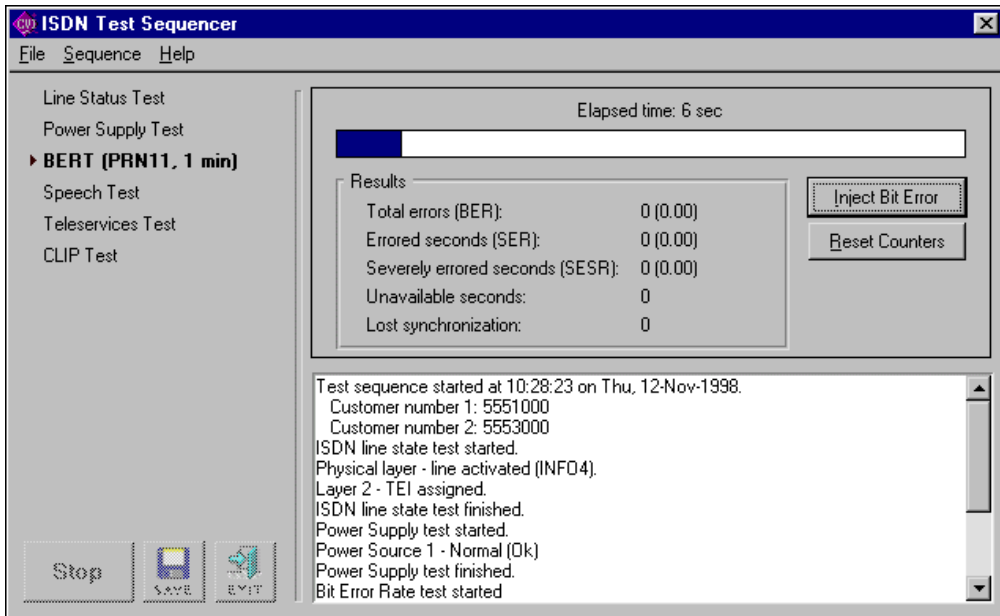 CVI ISDN Test Sequencer
File Sequence Help
Line Status Test
Power Supply Test
BERT (PRN11, 1 min)
Speech Test
Teleservices Test
CLIP Test
Elapsed time: 6 sec
Results
Total errors (BER): 0 (0.00)
Errored seconds (SER): 0 (0.00)
Severely errored seconds (SESR): 0 (0.00)
Unavailable seconds: 0
Lost synchronization: 0
Inject Bit Error
Reset Counters
Test sequence started at 10:28:23 on Thu, 12-Nov-1998.
Customer number 1: 5551000
Customer number 2: 5553000
ISDN line state test started.
Physical layer - line activated (INFO4).
Layer 2 - TEI assigned.
ISDN line state test finished.
Power Supply test started.
Power Source 1 - Normal (Ok)
Power Supply test finished.
Bit Error Rate test started
Stop
SAVE
EXIT